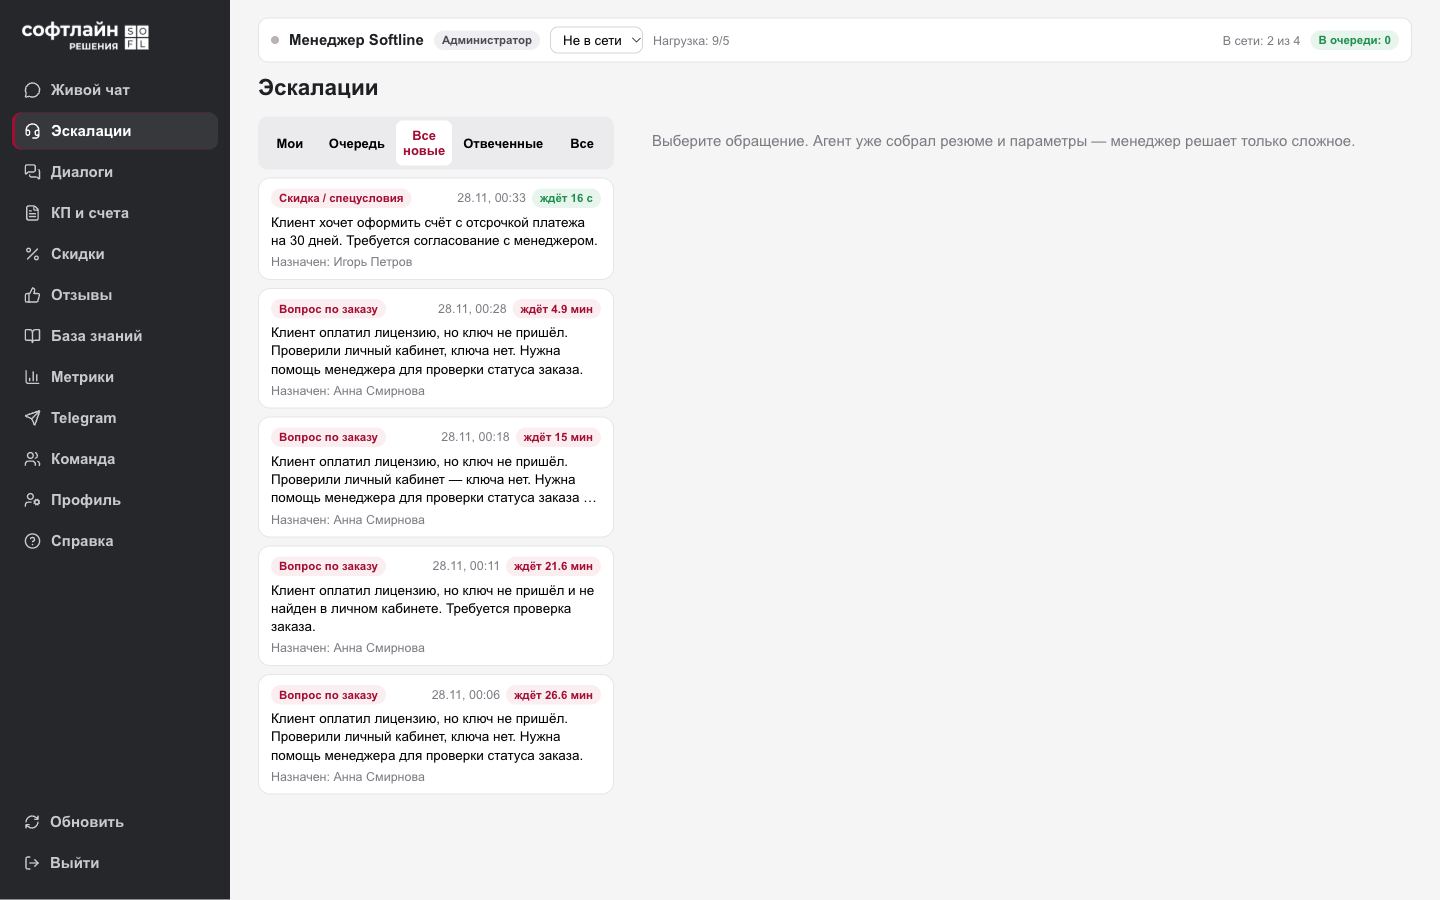 софтлайн
РЕШЕНИЯ
SO
FL
Живой чат
Эскалации
Диалоги
КП и счета
Скидки
Отзывы
База знаний
Метрики
Telegram
Команда
Профиль
Справка
Обновить
Выйти
Менеджер Softline Администратор Не в сети Нагрузка: 9/5 В сети: 2 из 4 В очереди: 0
Эскалации
Мои Очередь Все новые Отвеченные Все
Скидка / спецусловия 28.11, 00:33 ждёт 16 с
Клиент хочет оформить счёт с отсрочкой платежа
на 30 дней. Требуется согласование с менеджером.
Назначен: Игорь Петров
Вопрос по заказу 28.11, 00:28 ждёт 4.9 мин
Клиент оплатил лицензию, но ключ не пришёл.
Проверили личный кабинет, ключа нет. Нужна
помощь менеджера для проверки статуса заказа.
Назначен: Анна Смирнова
Вопрос по заказу 28.11, 00:18 ждёт 15 мин
Клиент оплатил лицензию, но ключ не пришёл.
Проверили личный кабинет — ключа нет. Нужна
помощь менеджера для проверки статуса заказа …
Назначен: Анна Смирнова
Вопрос по заказу 28.11, 00:11 ждёт 21.6 мин
Клиент оплатил лицензию, но ключ не пришёл и не
найден в личном кабинете. Требуется проверка
заказа.
Назначен: Анна Смирнова
Вопрос по заказу 28.11, 00:06 ждёт 26.6 мин
Клиент оплатил лицензию, но ключ не пришёл.
Проверили личный кабинет, ключа нет. Нужна
помощь менеджера для проверки статуса заказа.
Назначен: Анна Смирнова
Выберите обращение. Агент уже собрал резюме и параметры — менеджер решает только сложное.